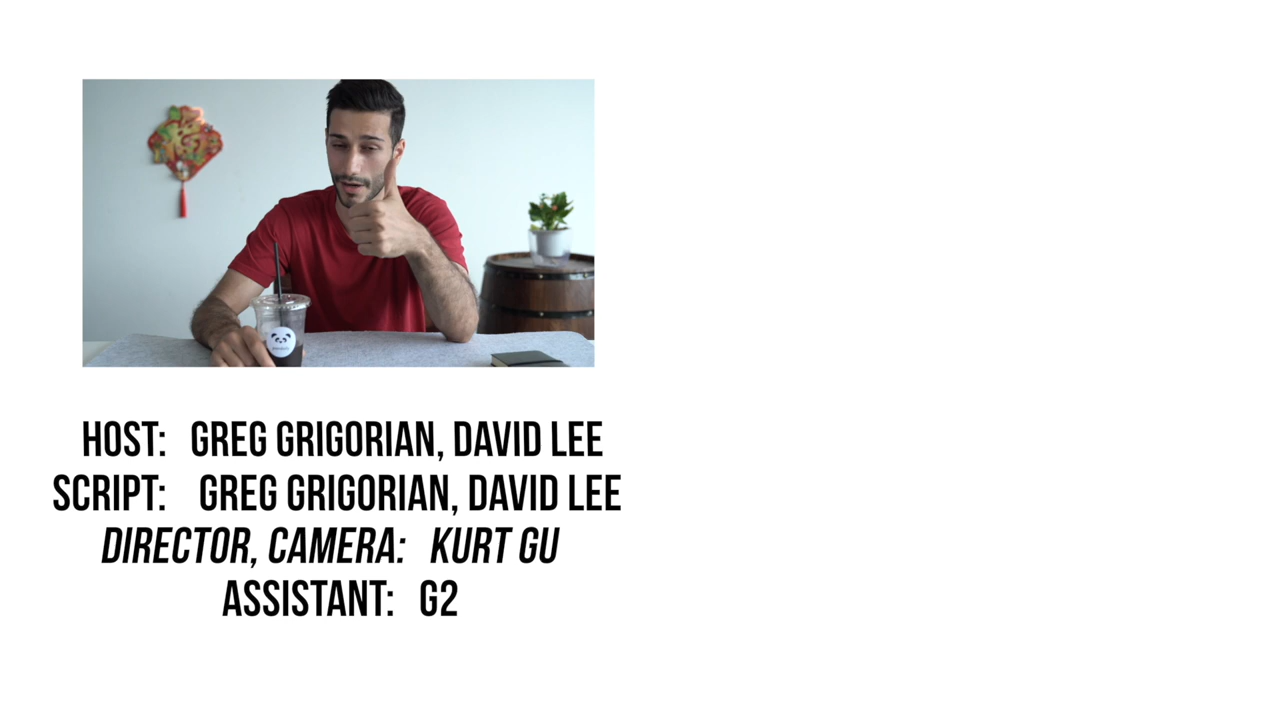 HOST: GREG GRIGORIAN, DAVID LEE
SCRIPT: GREG GRIGORIAN, DAVID LEE
DIRECTOR, CAMERA: KURT GU
ASSISTANT: G2